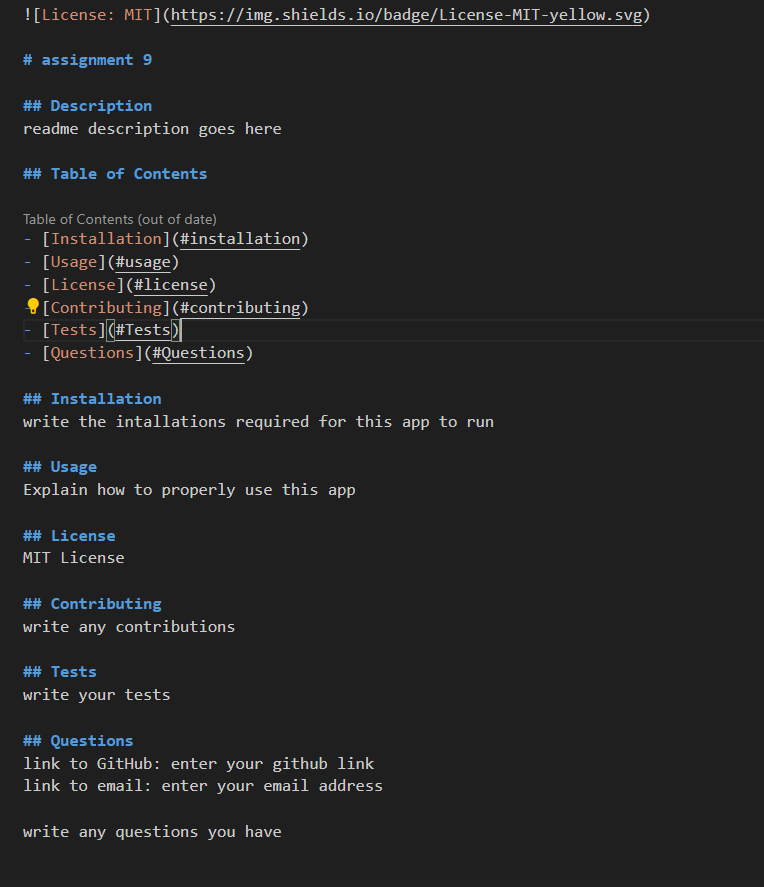 ![License: MIT](https://img.shields.io/badge/License-MIT-yellow.svg)
# assignment 9
## Description
readme description goes here
## Table of Contents
Table of Contents (out of date)
- [Installation](#installation)
- [Usage](#usage)
- [License](#license)
- [Contributing](#contributing)
- [Tests](#Tests)
- [Questions](#Questions)
## Installation
write the intallations required for this app to run
## Usage
Explain how to properly use this app
## License
MIT License
## Contributing
write any contributions
## Tests
write your tests
## Questions
link to GitHub: enter your github link
link to email: enter your email address
write any questions you have